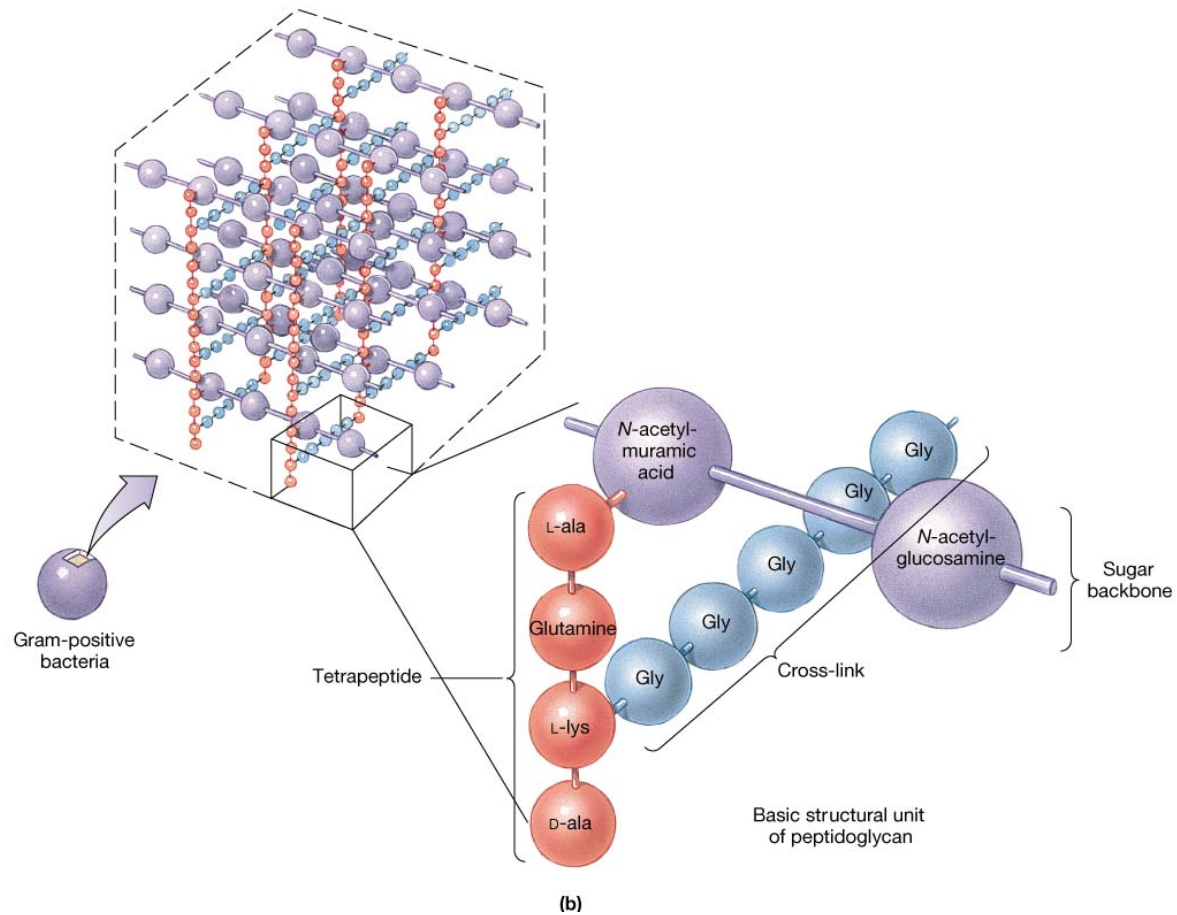 N-acetyl-
muramic
acid
Gly
Gly
Gly
Gly
Gly
N-acetyl-
glucosamine
Sugar
backbone
L-ala
Glutamine
L-lys
D-ala
Tetrapeptide
Cross-link
Gram-positive
bacteria
Basic structural unit
of peptidoglycan
(b)